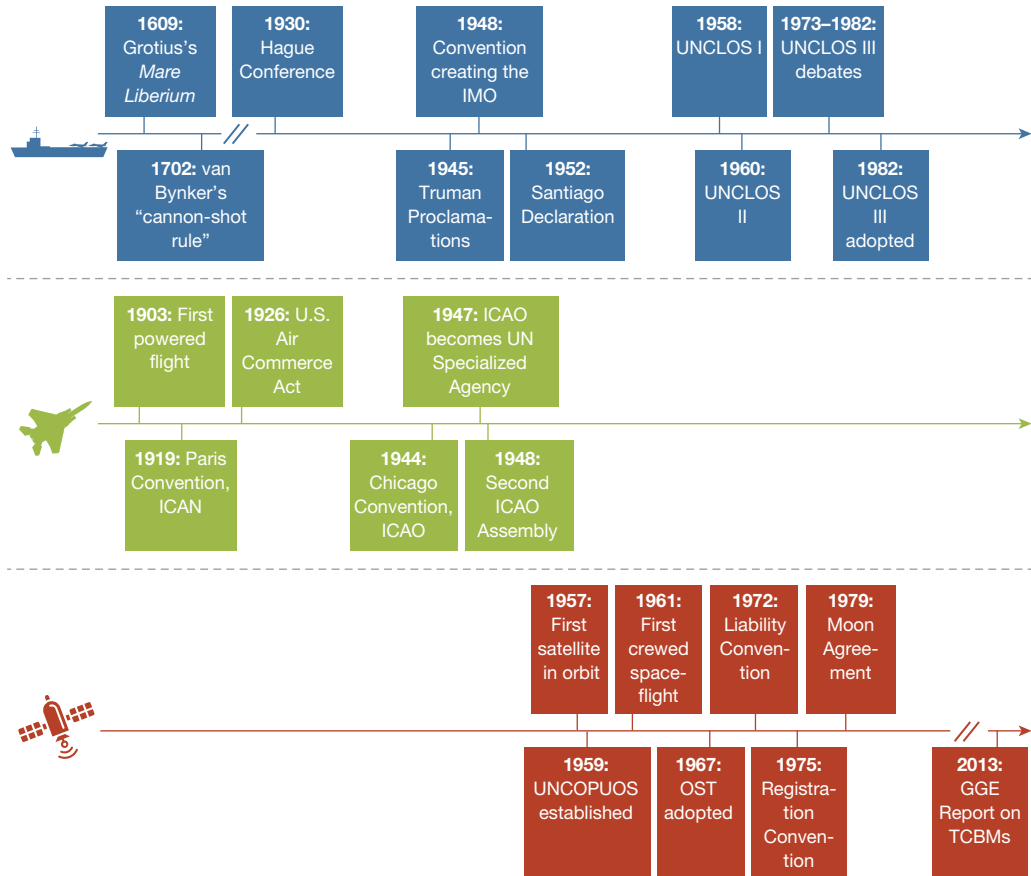 1609:
Grotius's
Mare
Liberium
1930:
Hague
Conference
1948:
Convention
creating the
IMO
1958:
UNCLOS I
1973–1982:
UNCLOS III
debates
1702: van
Bynker's
"cannon-shot
rule"
1945:
Truman
Proclama-
tions
1952:
Santiago
Declaration
1960:
UNCLOS
II
1982:
UNCLOS
III
adopted
1903: First
powered
flight
1926: U.S.
Air
Commerce
Act
1947: ICAO
becomes UN
Specialized
Agency
1919: Paris
Convention,
ICAN
1944:
Chicago
Convention,
ICAO
1948:
Second
ICAO
Assembly
1957:
First
satellite
in orbit
1961:
First
crewed
space-
flight
1972:
Liability
Conven-
tion
1979:
Moon
Agree-
ment
1959:
UNCOPUOS
established
1967:
OST
adopted
1975:
Registra-
tion
Conven-
tion
2013:
GGE
Report on
TCBMs